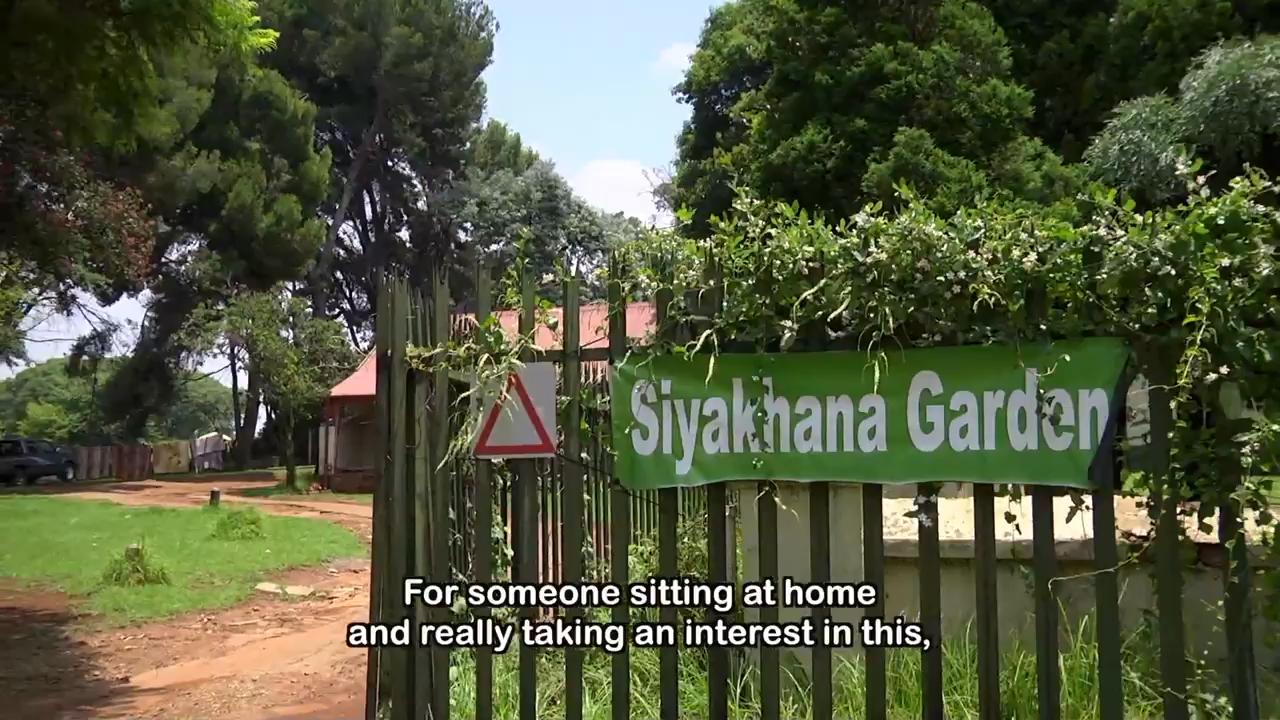 Siyakhana Garden
For someone sitting at home
and really taking an interest in this,